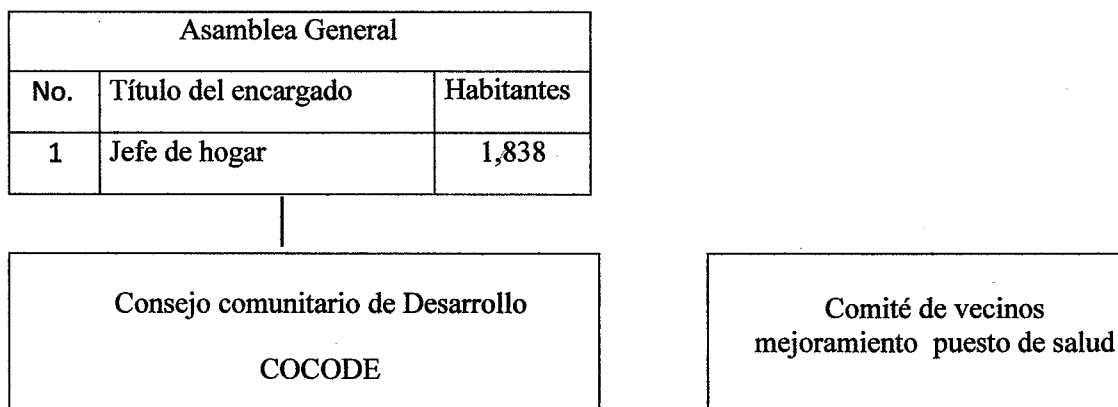 Asamblea General
No. Título del encargado Habitantes
1 Jefe de hogar 1,838
Consejo comunitario de Desarrollo
COCODE
Comité de vecinos
mejoramiento puesto de salud